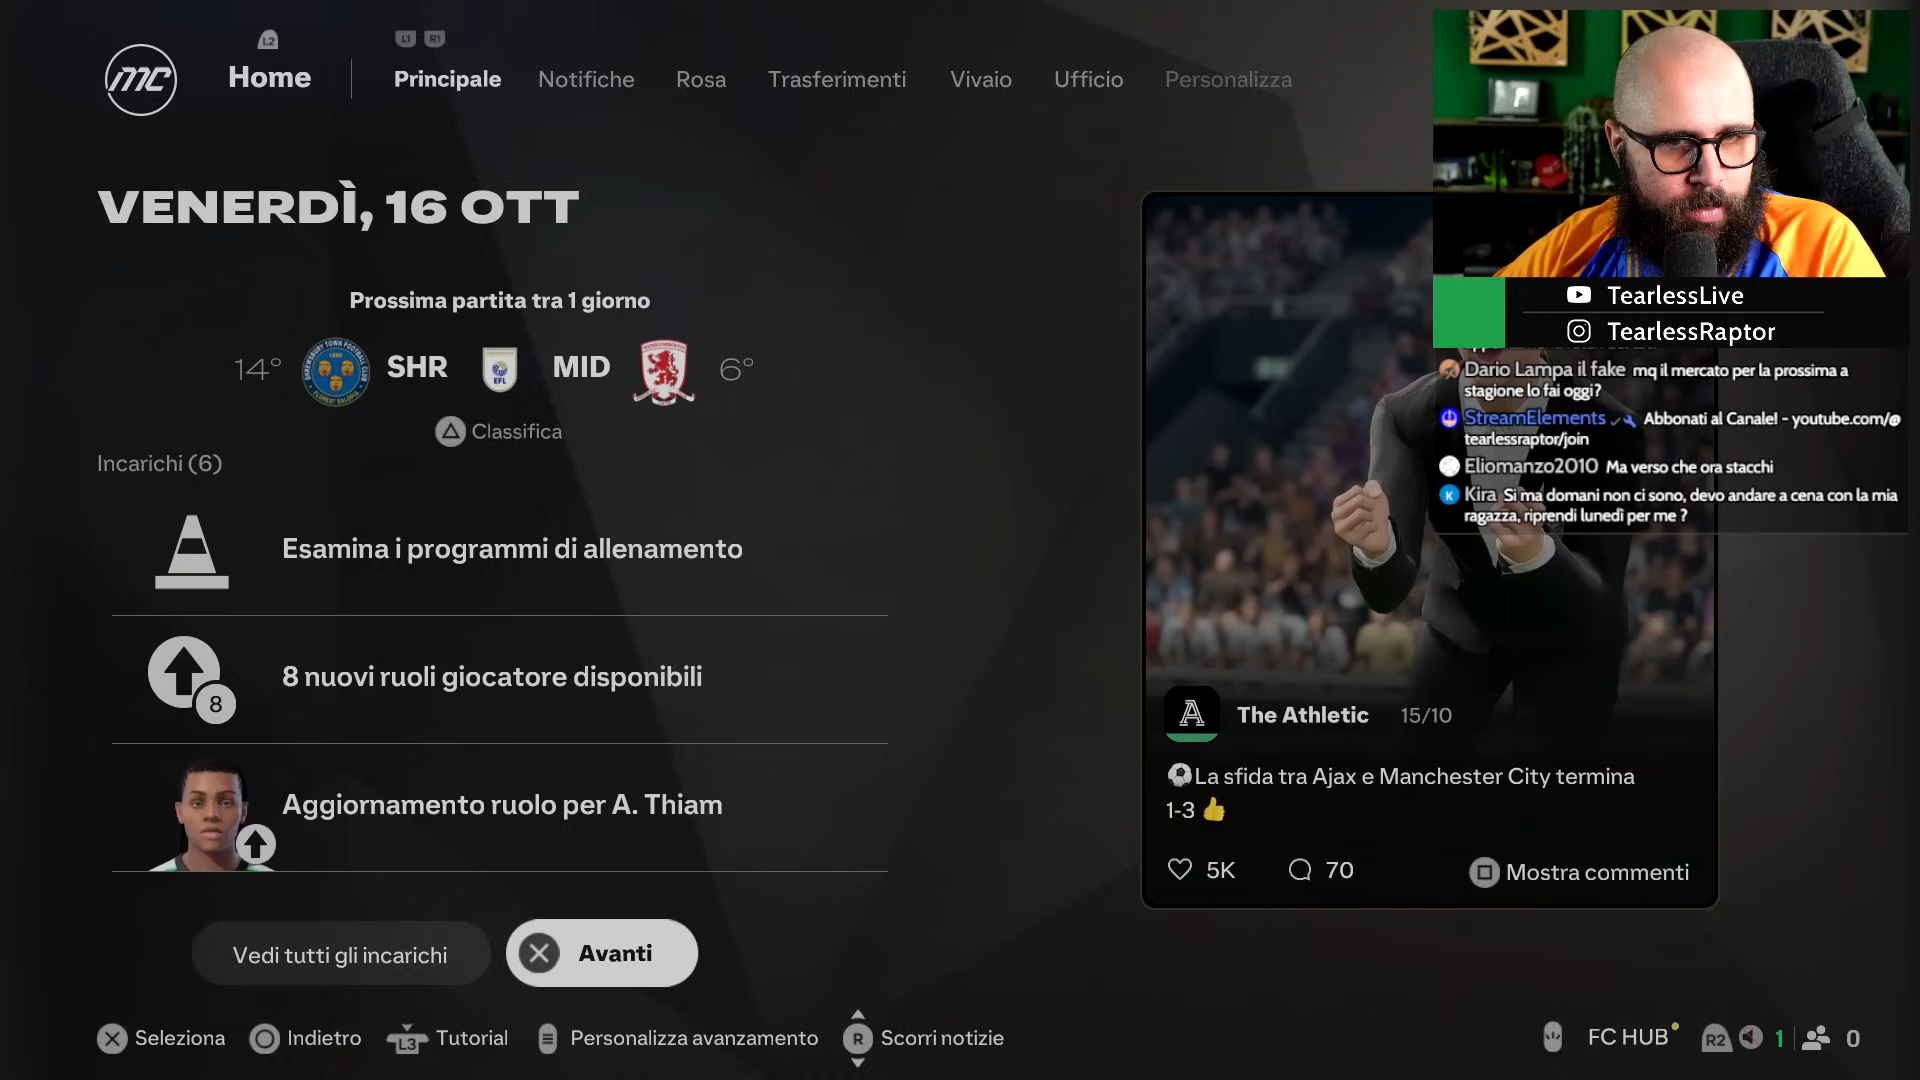 L2
L1 R1
Home
Principale
Notifiche
Rosa
Trasferimenti
Vivaio
Ufficio
Personalizza
VENERDÌ, 16 OTT
Prossima partita tra 1 giorno
14° SHR EFL MID 6°
Classifica
Incarichi (6)
Esamina i programmi di allenamento
8 nuovi ruoli giocatore disponibili
8
Aggiornamento ruolo per A. Thiam
Vedi tutti gli incarichi
Avanti
Seleziona
Indietro
L3 Tutorial
Personalizza avanzamento
R Scorri notizie
TearlessLive
TearlessRaptor
Dario Lampa il fake mq il mercato per la prossima a
stagione lo fai oggi?
StreamElements Abbonati al Canale! - youtube.com/@
tearlessraptor/join
Eliomanzo2010 Ma verso che ora stacchi
K Kira Si ma domani non ci sono, devo andare a cena con la mia
ragazza, riprendi lunedì per me ?
The Athletic 15/10
⚽La sfida tra Ajax e Manchester City termina
1-3 👍
5K 70 Mostra commenti
FC HUB R2 1 0